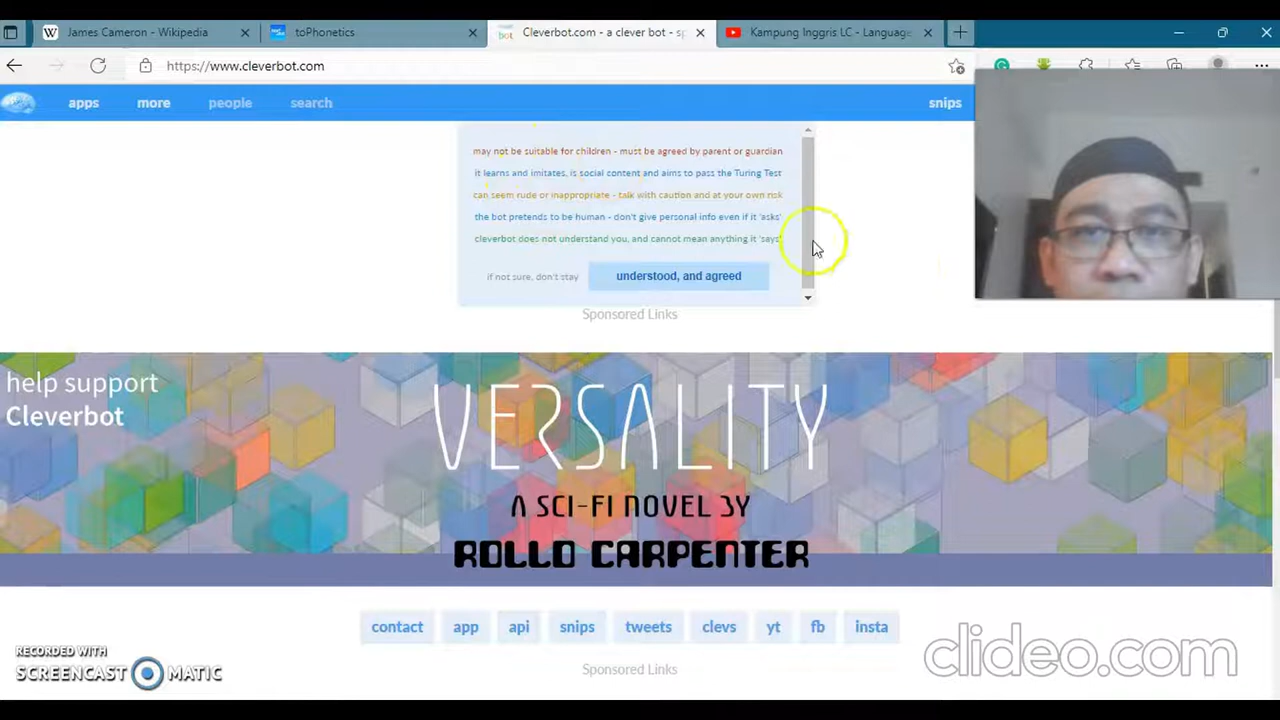 James Cameron - Wikipedia
toPhonetics
Cleverbot.com - a clever bot - sp
Kampung Inggris LC - Language
https://www.cleverbot.com
apps more people search snips
may not be suitable for children - must be agreed by parent or guardian
it learns and imitates, is social content and aims to pass the Turing Test
can seem rude or inappropriate - talk with caution and at your own risk
the bot pretends to be human - don't give personal info even if it 'asks'
cleverbot does not understand you, and cannot mean anything it 'says'
if not sure, don't stay understood, and agreed
Sponsored Links
help support
Cleverbot
VERSALITY
A SCI-FI NOVEL BY
ROLLO CARPENTER
contact app api snips tweets clevs yt fb insta
Sponsored Links
RECORDED WITH
SCREENCAST MATIC
clideo.com